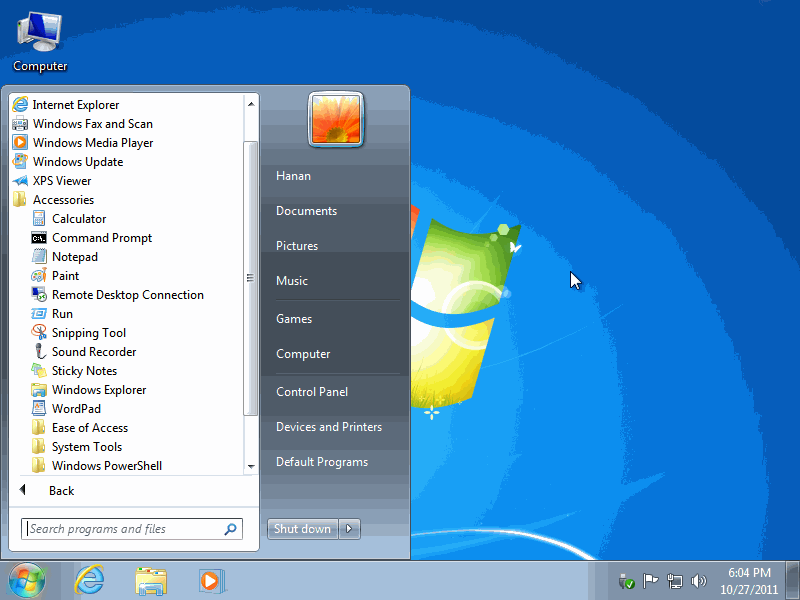 Computer
Internet Explorer
Windows Fax and Scan
Windows Media Player
Windows Update
XPS Viewer
Accessories
Calculator
Command Prompt
Notepad
Paint
Remote Desktop Connection
Run
Snipping Tool
Sound Recorder
Sticky Notes
Windows Explorer
WordPad
Ease of Access
System Tools
Windows PowerShell
Back
Search programs and files
Hanan
Documents
Pictures
Music
Games
Computer
Control Panel
Devices and Printers
Default Programs
Shut down
6:04 PM
10/27/2011